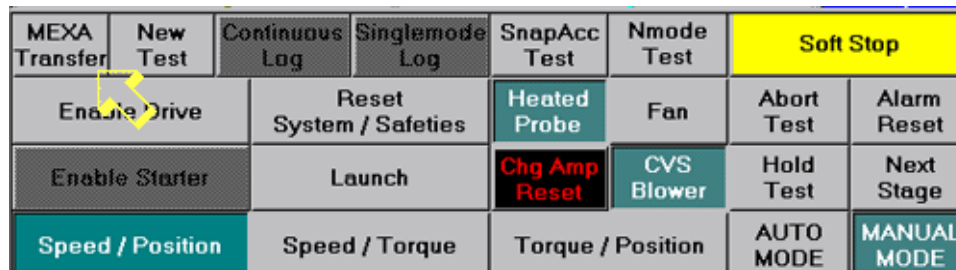 MEXA Transfer
New Test
Continuous Log
Singlemode Log
SnapAcc Test
Nmode Test
Soft Stop
Enable Drive
Reset System / Safeties
Heated Probe
Fan
Abort Test
Alarm Reset
Enable Starter
Launch
Chg Amp Reset
CVS Blower
Hold Test
Next Stage
Speed / Position
Speed / Torque
Torque / Position
AUTO MODE
MANUAL MODE